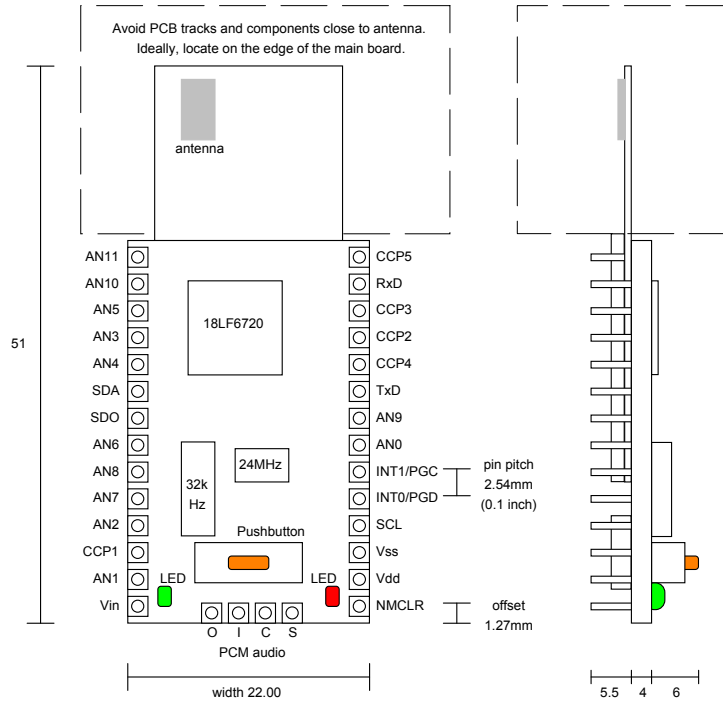 Avoid PCB tracks and components close to antenna.
Ideally, locate on the edge of the main board.
antenna
AN11
CCP5
AN10
RxD
AN5
CCP3
18LF6720
AN3
CCP2
51
AN4
CCP4
SDA
TxD
SDO
AN9
AN6
AN0
24MHz
AN8
INT1/PGC
pin pitch
32k
Hz
2.54mm
AN7
INT0/PGD
(0.1 inch)
AN2
SCL
Pushbutton
CCP1
Vss
LED
LED
AN1
Vdd
Vin
NMCLR
offset
1.27mm
O I C S
PCM audio
width 22.00
5.5 4 6